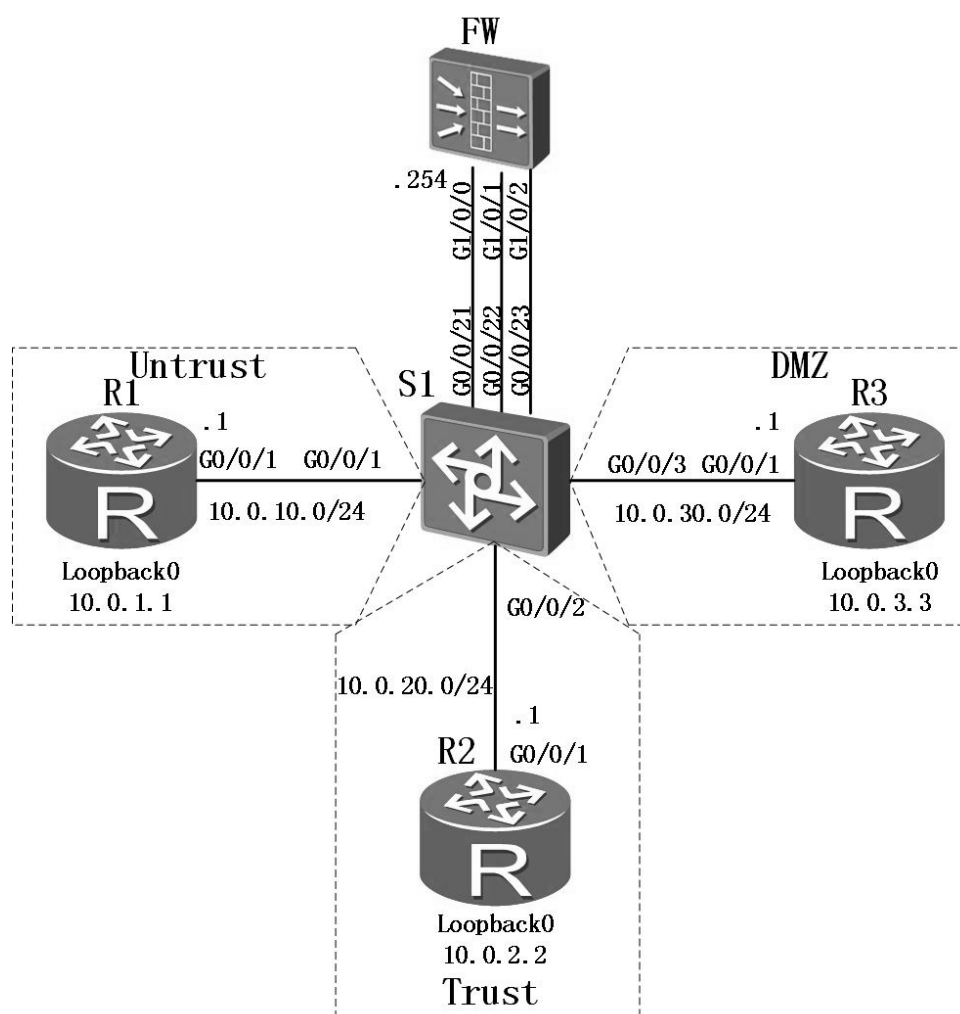 FW
.254
G1/0/0
G1/0/1
G1/0/2
G0/0/21
G0/0/22
G0/0/23
Untrust
S1
DMZ
R1
R3
.1
.1
G0/0/1
G0/0/1
G0/0/3
G0/0/1
R
R
10.0.10.0/24
10.0.30.0/24
Loopback0
10.0.1.1
Loopback0
10.0.3.3
G0/0/2
10.0.20.0/24
.1
R2
G0/0/1
R
Loopback0
10.0.2.2
Trust